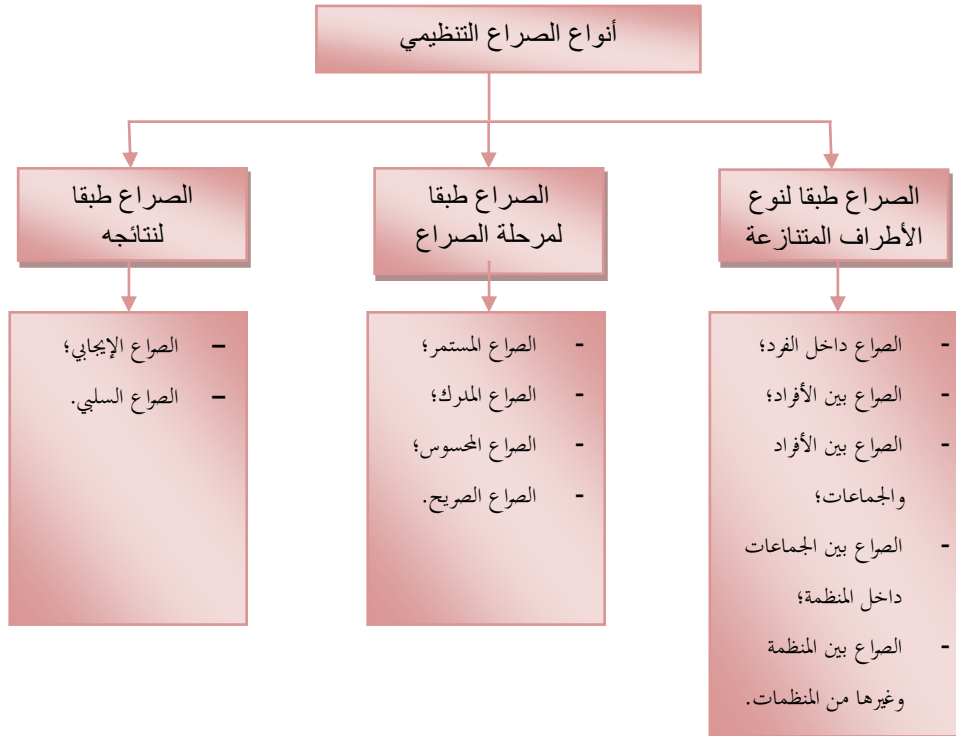 أنواع الصراع التنظيمي
الصراع طبقا لنوع
الأطراف المتنازعة
- الصراع داخل الفرد؛
- الصراع بين الأفراد؛
- الصراع بين الأفراد
والجماعات؛
- الصراع بين الجماعات
داخل المنظمة؛
- الصراع بين المنظمة
وغيرها من المنظمات.
الصراع طبقا
لمرحلة الصراع
- الصراع المستمر؛
- الصراع المدرك؛
- الصراع المحسوس؛
- الصراع الصريح.
الصراع طبقا
لنتائجه
– الصراع الإيجابي؛
– الصراع السلبي.